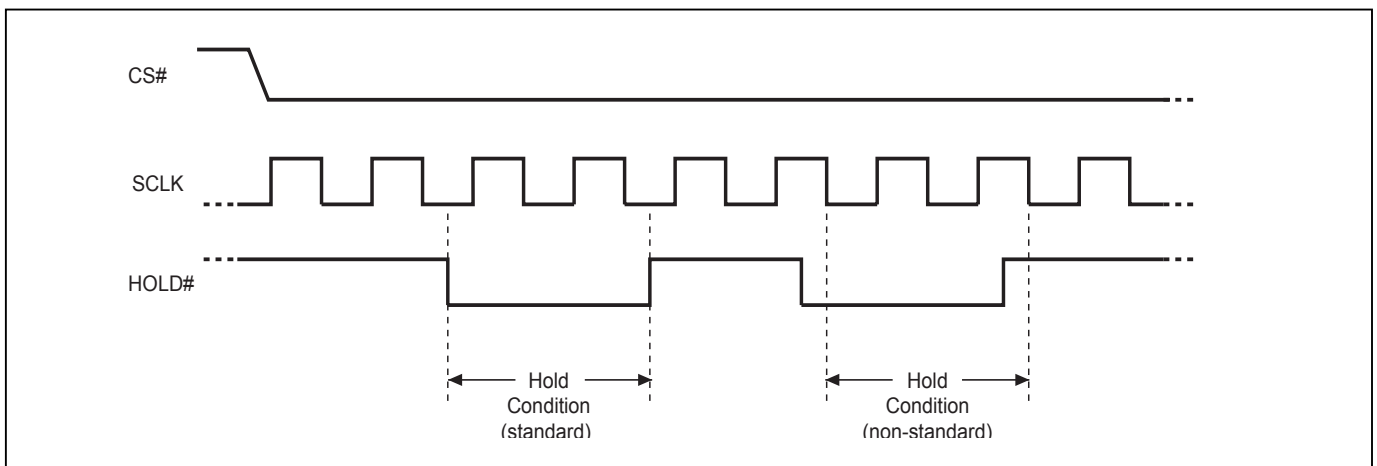 CS#
SCLK
HOLD#
Hold
Condition
(standard)
Hold
Condition
(non-standard)